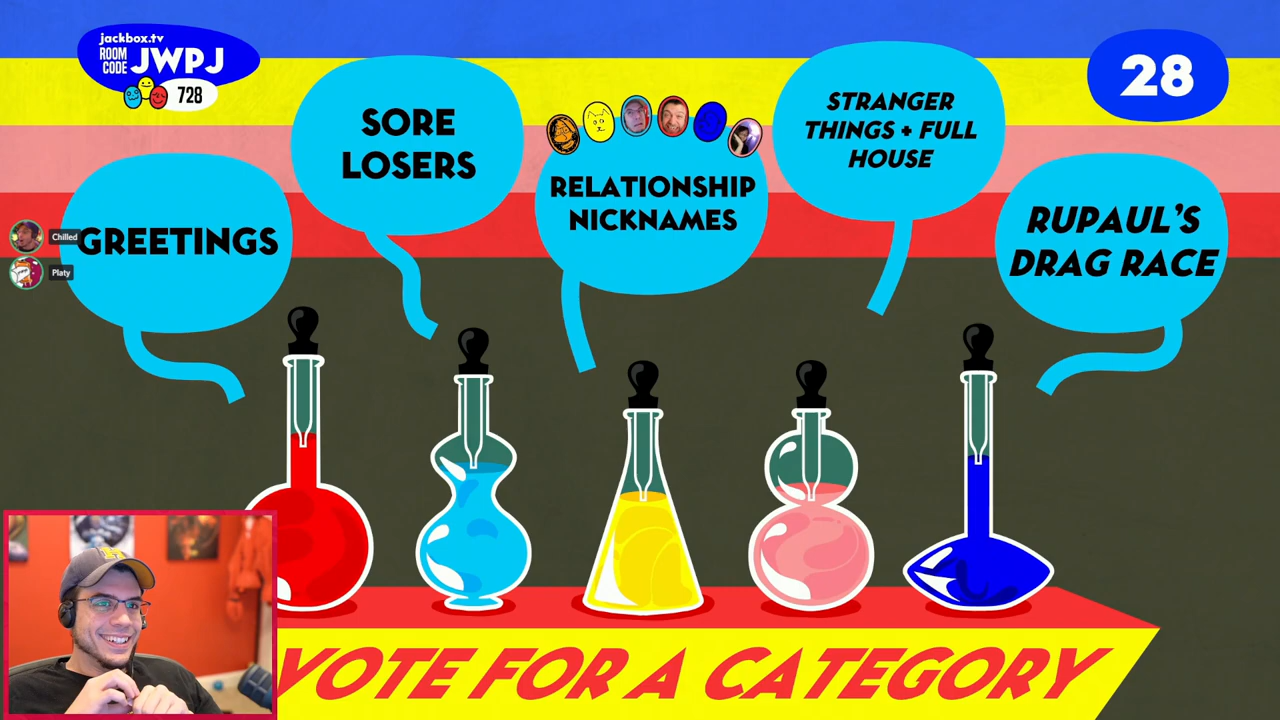 jackbox.tv
ROOM
CODE
JWPJ
728
28
SORE
LOSERS
STRANGER
THINGS + FULL
HOUSE
RELATIONSHIP
NICKNAMES
GREETINGS
RUPAUL'S
DRAG RACE
Chilled
Platy
VOTE FOR A CATEGORY